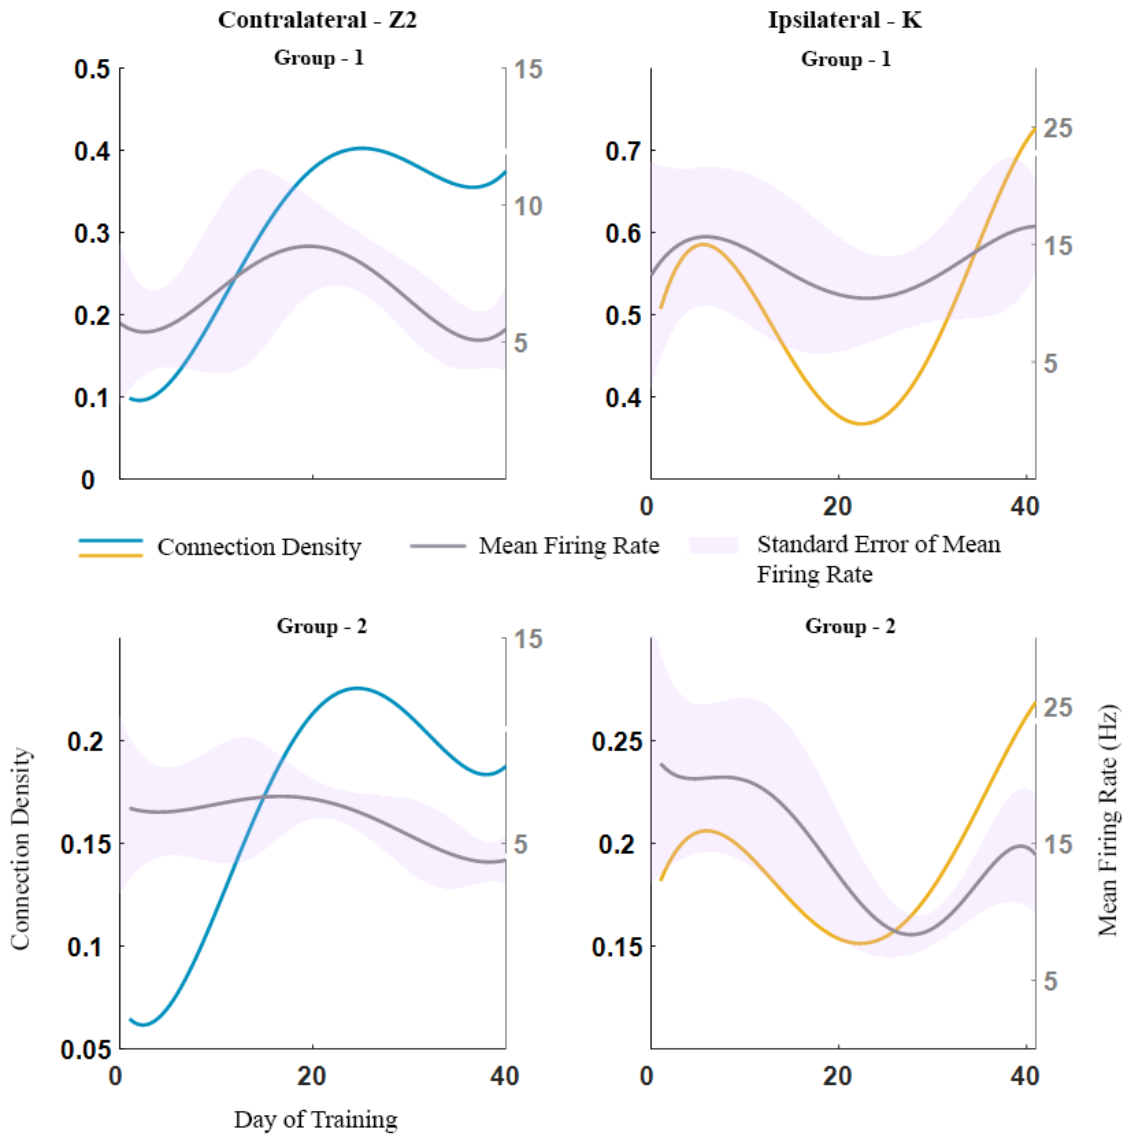 Contralateral - Z2
Ipsilateral - K
Group - 1
Group - 1
0.5
0.4
0.3
0.2
0.1
0
15
10
5
0.7
0.6
0.5
0.4
25
15
5
0
20
40
Connection Density
Mean Firing Rate
Standard Error of Mean
Firing Rate
Group - 2
Group - 2
0.2
0.15
0.1
0.05
15
5
0
20
40
0.25
0.2
0.15
25
15
5
0
20
40
Connection Density
Mean Firing Rate (Hz)
Day of Training